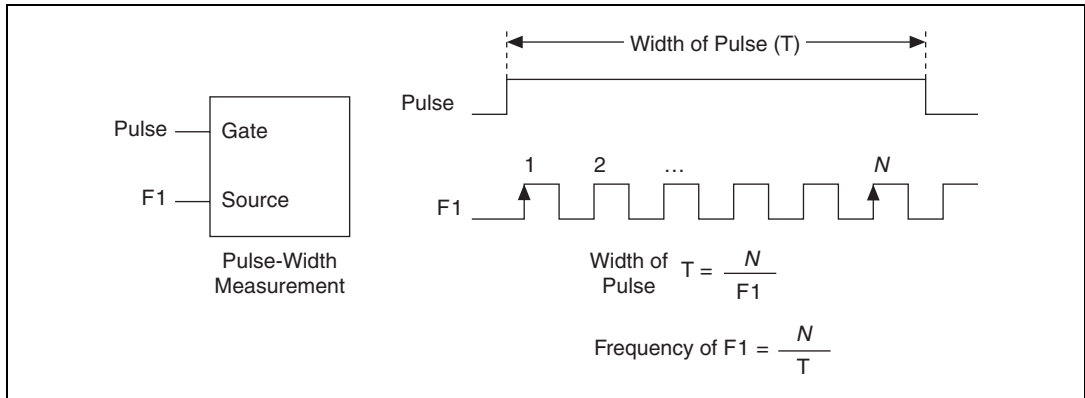 Width of Pulse (T)
Pulse
Pulse
Gate
1 2 ... N
F1
Source
F1
Pulse-Width
Measurement
Width of
Pulse
T = N
F1
Frequency of F1 = N
T